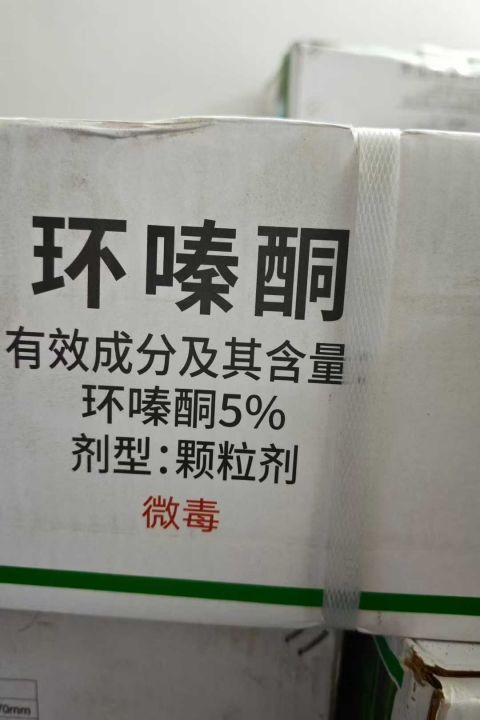 环嗪酮
有效成分及其含量
环嗪酮5%
剂型：颗粒剂
微毒
70mm